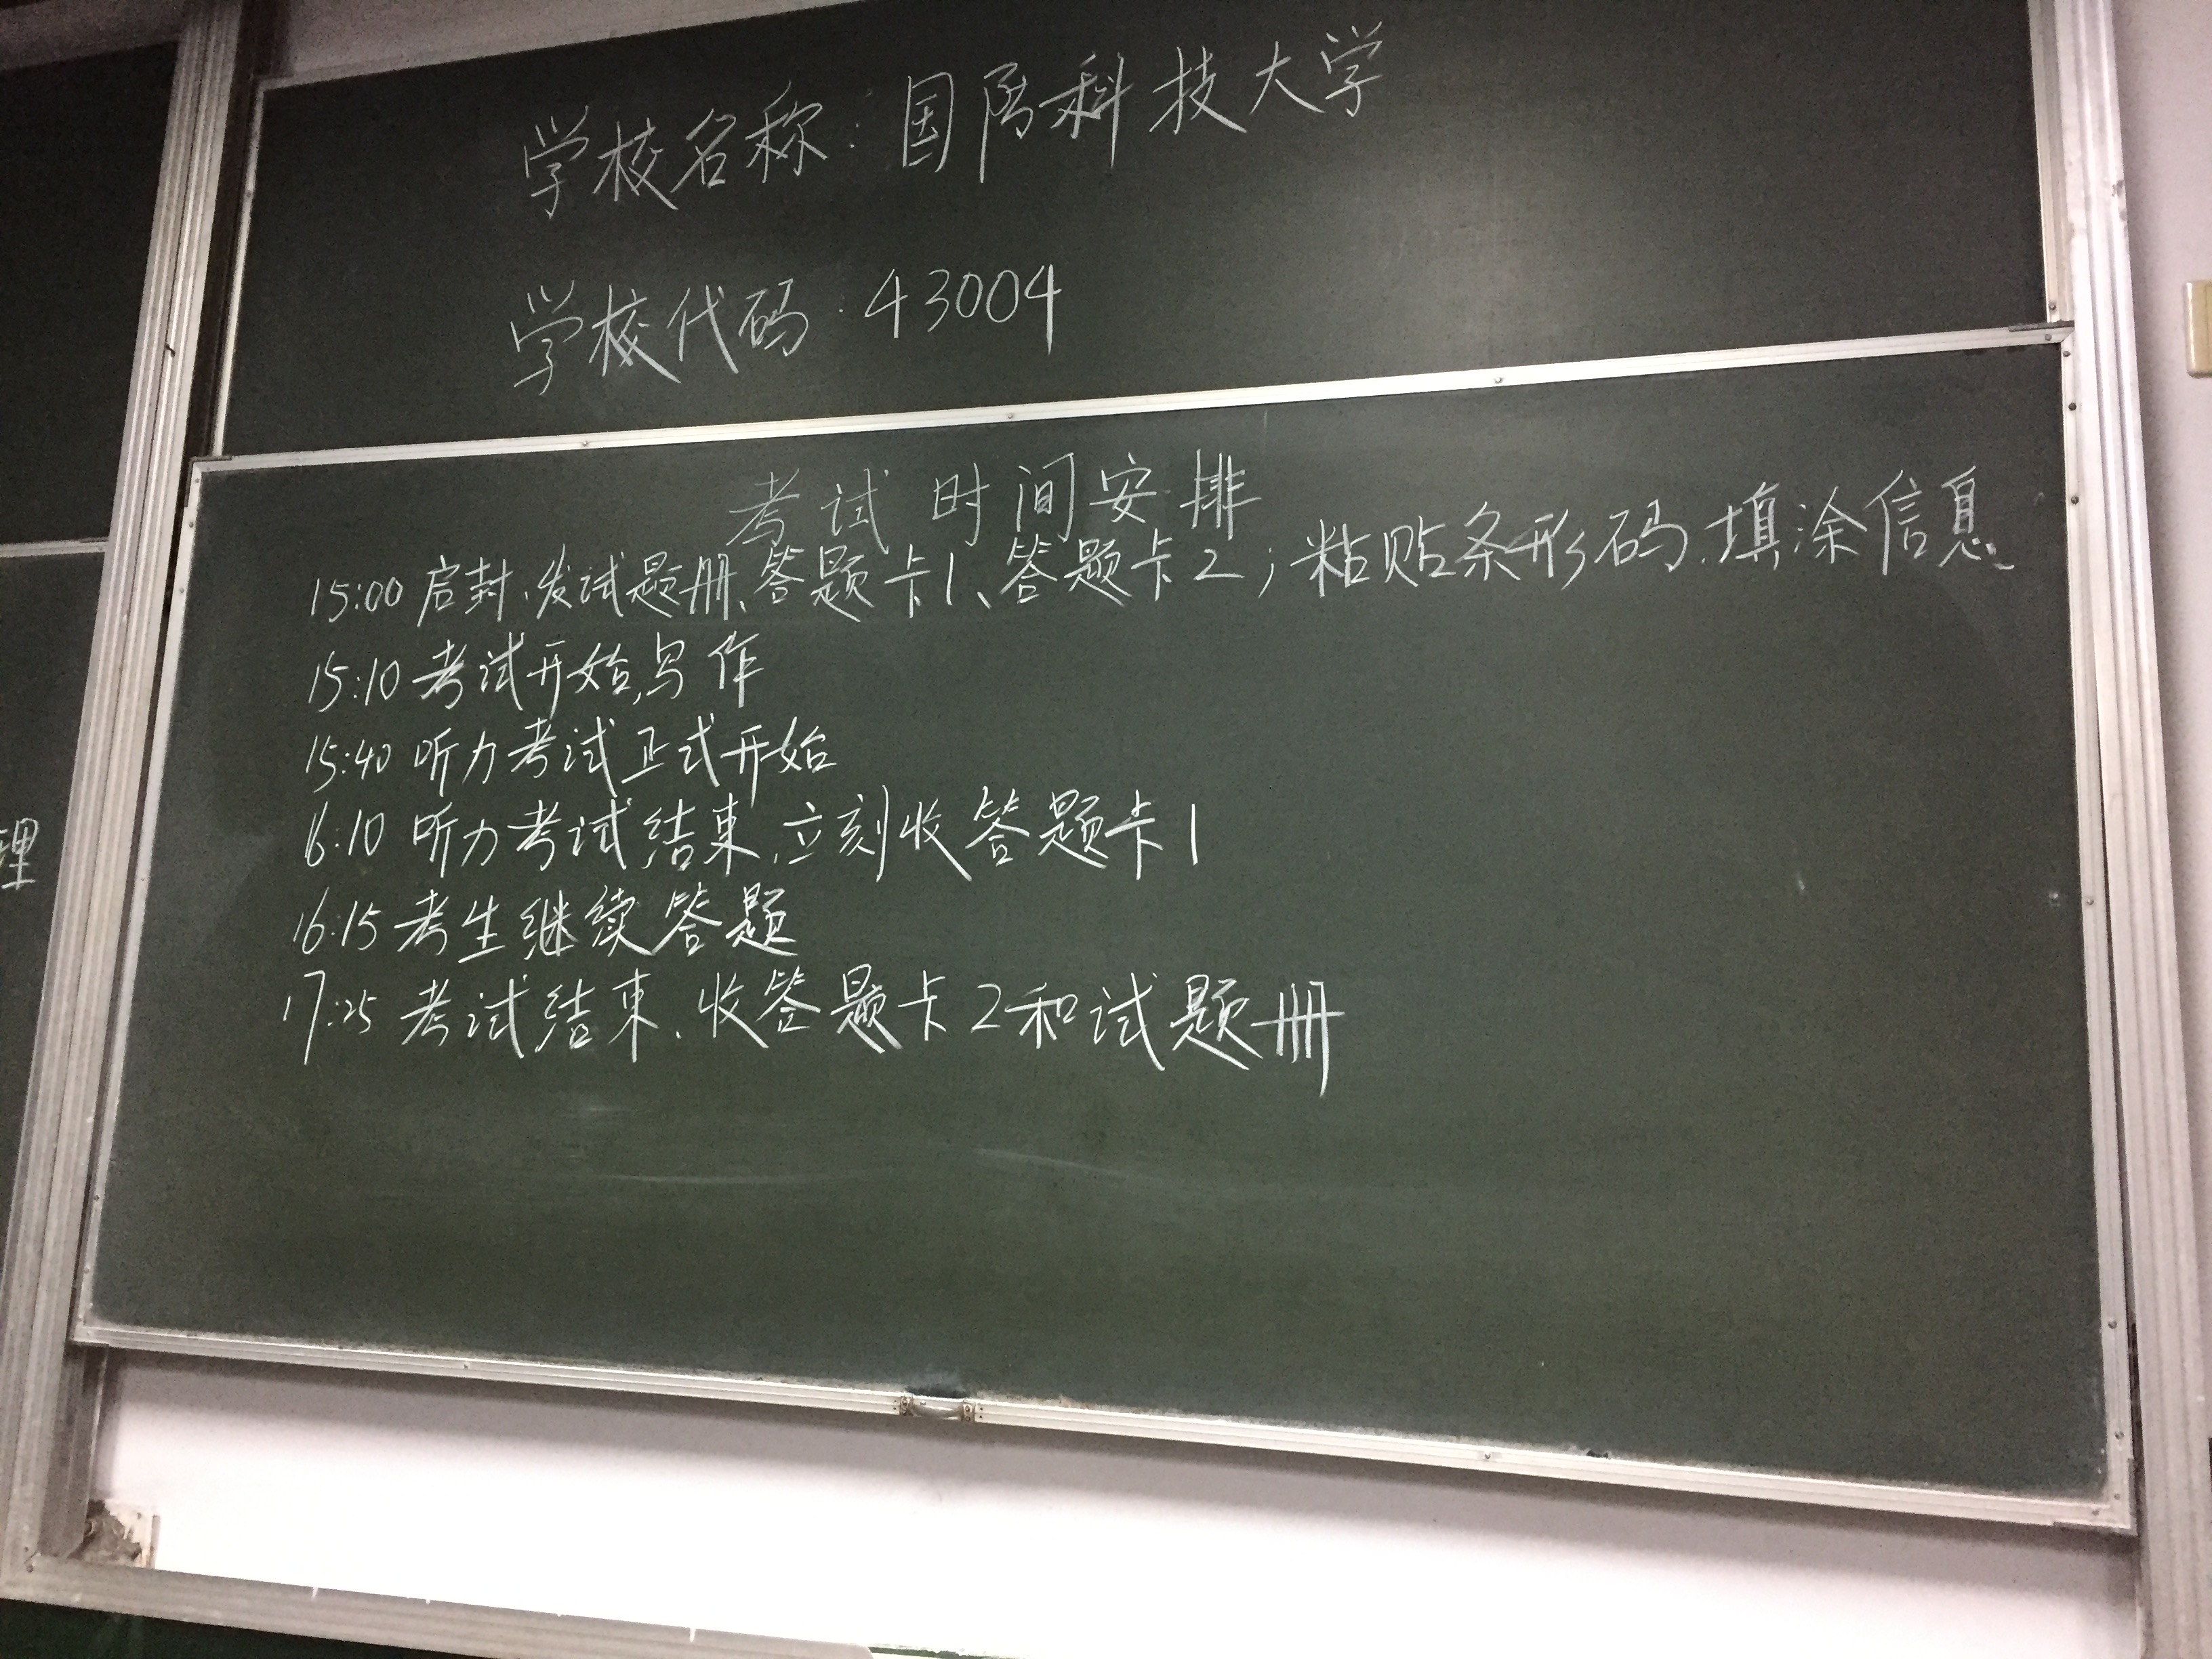 学校名称：国防科技大学
学校代码：43004
考试时间安排
15:00 启封、发试题册、答题卡1、答题卡2；粘贴条形码、填涂信息
15:10 考试开始,写作
15:40 听力考试正式开始
16:10 听力考试结束,立刻收答题卡1
16:15 考生继续答题
17:25 考试结束、收答题卡2和试题册
理